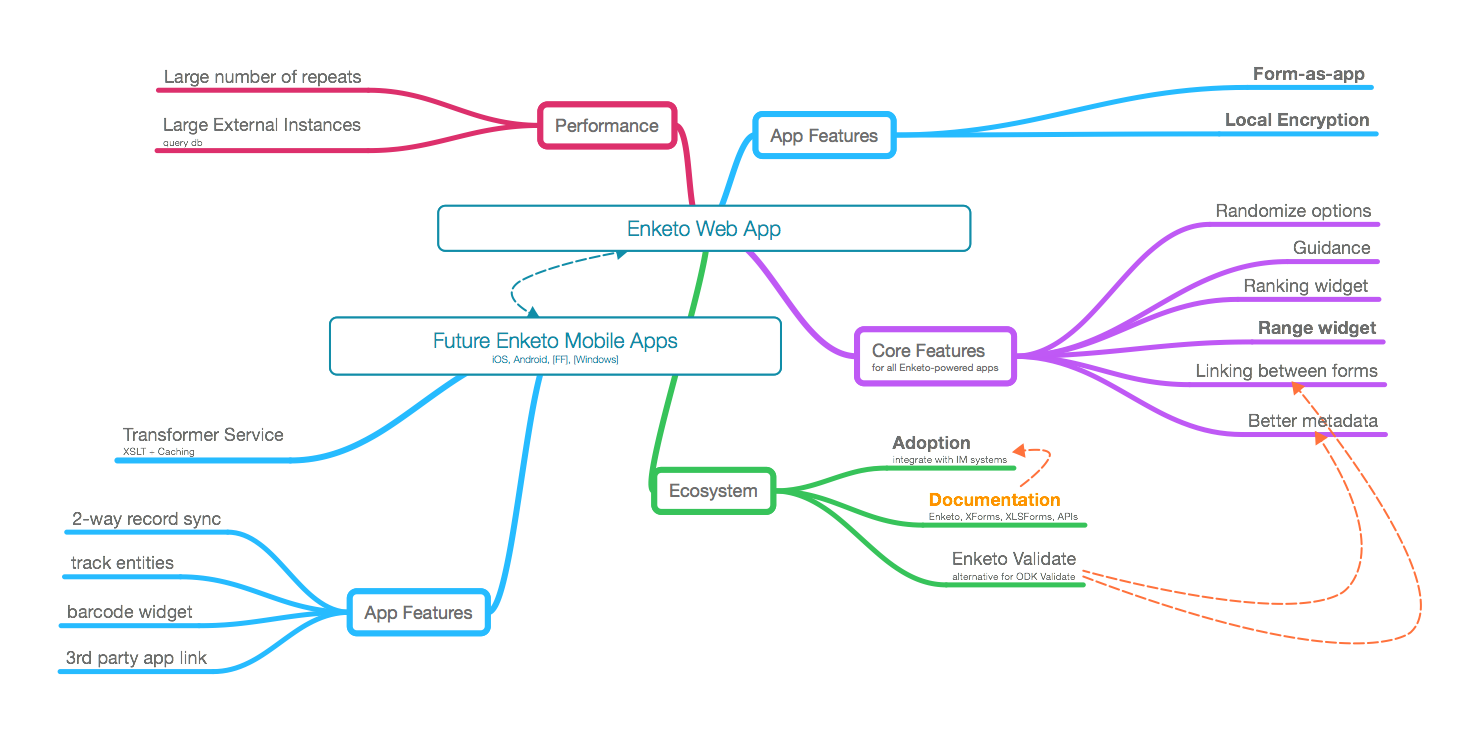 Large number of repeats
Large External Instances
query db
Performance
App Features
Form-as-app
Local Encryption
Enketo Web App
Randomize options
Guidance
Ranking widget
Range widget
Linking between forms
Better metadata
Core Features
for all Enketo-powered apps
Future Enketo Mobile Apps
iOS, Android, [FF], [Windows]
Transformer Service
XSLT – Caching
Ecosystem
Adoption
integrate with IM systems
Documentation
Enketo, XForms, XLSForms, APIs
Enketo Validate
alternative for ODK Validate
2-way record sync
track entities
barcode widget
3rd party app link
App Features